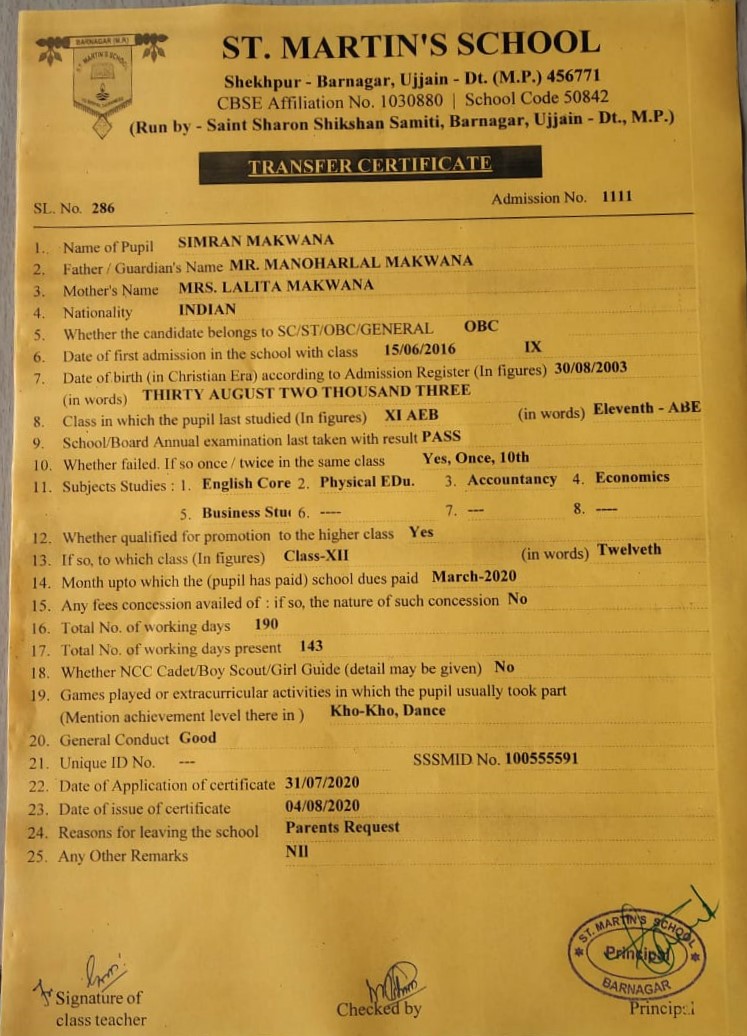 BARNAGAR (M.P.)
ST. MARTIN'S SCHOOL
ST. MARTIN'S SCHOOL
Shekhpur - Barnagar, Ujjain - Dt. (M.P.) 456771
CBSE Affiliation No. 1030880 | School Code 50842
(Run by - Saint Sharon Shikshan Samiti, Barnagar, Ujjain - Dt., M.P.)
TRANSFER CERTIFICATE
SL. No. 286 Admission No. 1111
1. Name of Pupil SIMRAN MAKWANA
2. Father / Guardian's Name MR. MANOHARLAL MAKWANA
3. Mother's Name MRS. LALITA MAKWANA
4. Nationality INDIAN
5. Whether the candidate belongs to SC/ST/OBC/GENERAL OBC
6. Date of first admission in the school with class 15/06/2016 IX
7. Date of birth (in Christian Era) according to Admission Register (In figures) 30/08/2003
(in words) THIRTY AUGUST TWO THOUSAND THREE
8. Class in which the pupil last studied (In figures) XI AEB (in words) Eleventh - ABE
9. School/Board Annual examination last taken with result PASS
10. Whether failed. If so once / twice in the same class Yes, Once, 10th
11. Subjects Studies : 1. English Core 2. Physical EDu. 3. Accountancy 4. Economics
5. Business Stu 6. ---- 7. --- 8. ----
12. Whether qualified for promotion to the higher class Yes
13. If so, to which class (In figures) Class-XII (in words) Twelveth
14. Month upto which the (pupil has paid) school dues paid March-2020
15. Any fees concession availed of : if so, the nature of such concession No
16. Total No. of working days 190
17. Total No. of working days present 143
18. Whether NCC Cadet/Boy Scout/Girl Guide (detail may be given) No
19. Games played or extracurricular activities in which the pupil usually took part
(Mention achievement level there in ) Kho-Kho, Dance
20. General Conduct Good
21. Unique ID No. --- SSSMID No. 100555591
22. Date of Application of certificate 31/07/2020
23. Date of issue of certificate 04/08/2020
24. Reasons for leaving the school Parents Request
25. Any Other Remarks NIl
ST. MARTIN'S SCHOOL
Principal
BARNAGAR
Signature of
class teacher
Checked by
Principal